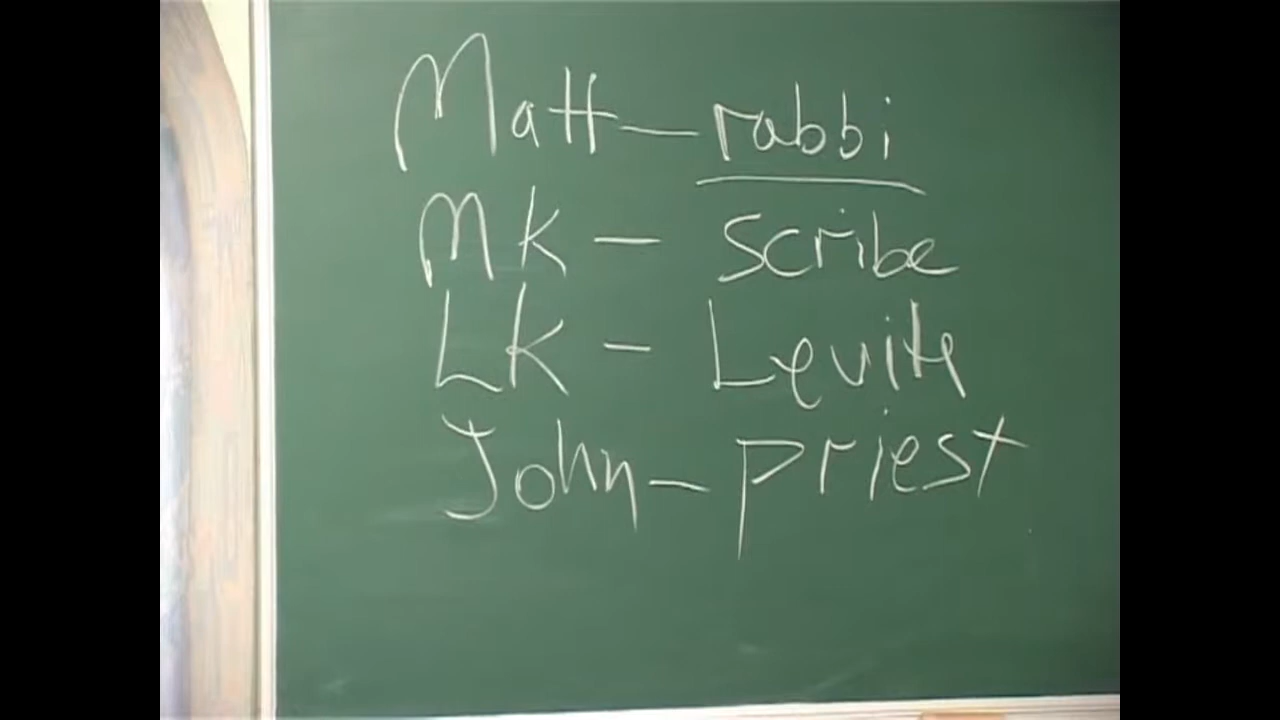 Matt — rabbi
MK — scribe
LK — Levite
John — priest